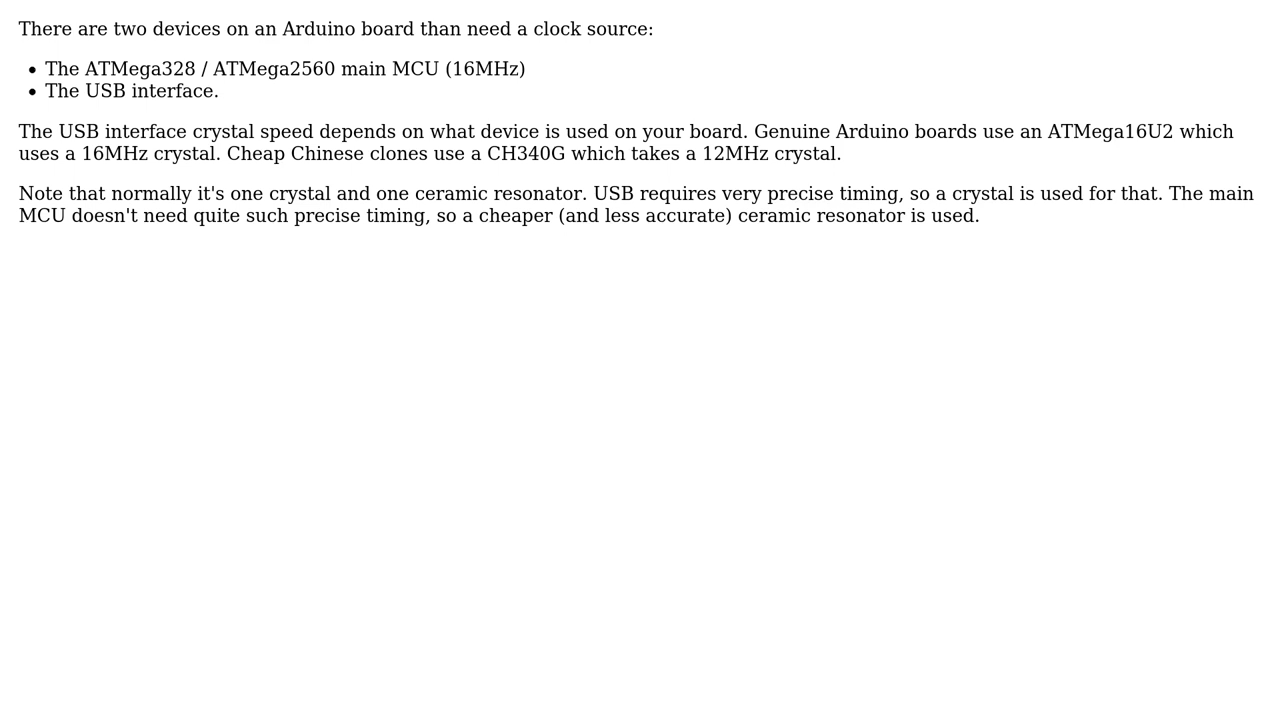 There are two devices on an Arduino board than need a clock source:
• The ATMega328 / ATMega2560 main MCU (16MHz)
• The USB interface.
The USB interface crystal speed depends on what device is used on your board. Genuine Arduino boards use an ATMega16U2 which
uses a 16MHz crystal. Cheap Chinese clones use a CH340G which takes a 12MHz crystal.
Note that normally it's one crystal and one ceramic resonator. USB requires very precise timing, so a crystal is used for that. The main
MCU doesn't need quite such precise timing, so a cheaper (and less accurate) ceramic resonator is used.